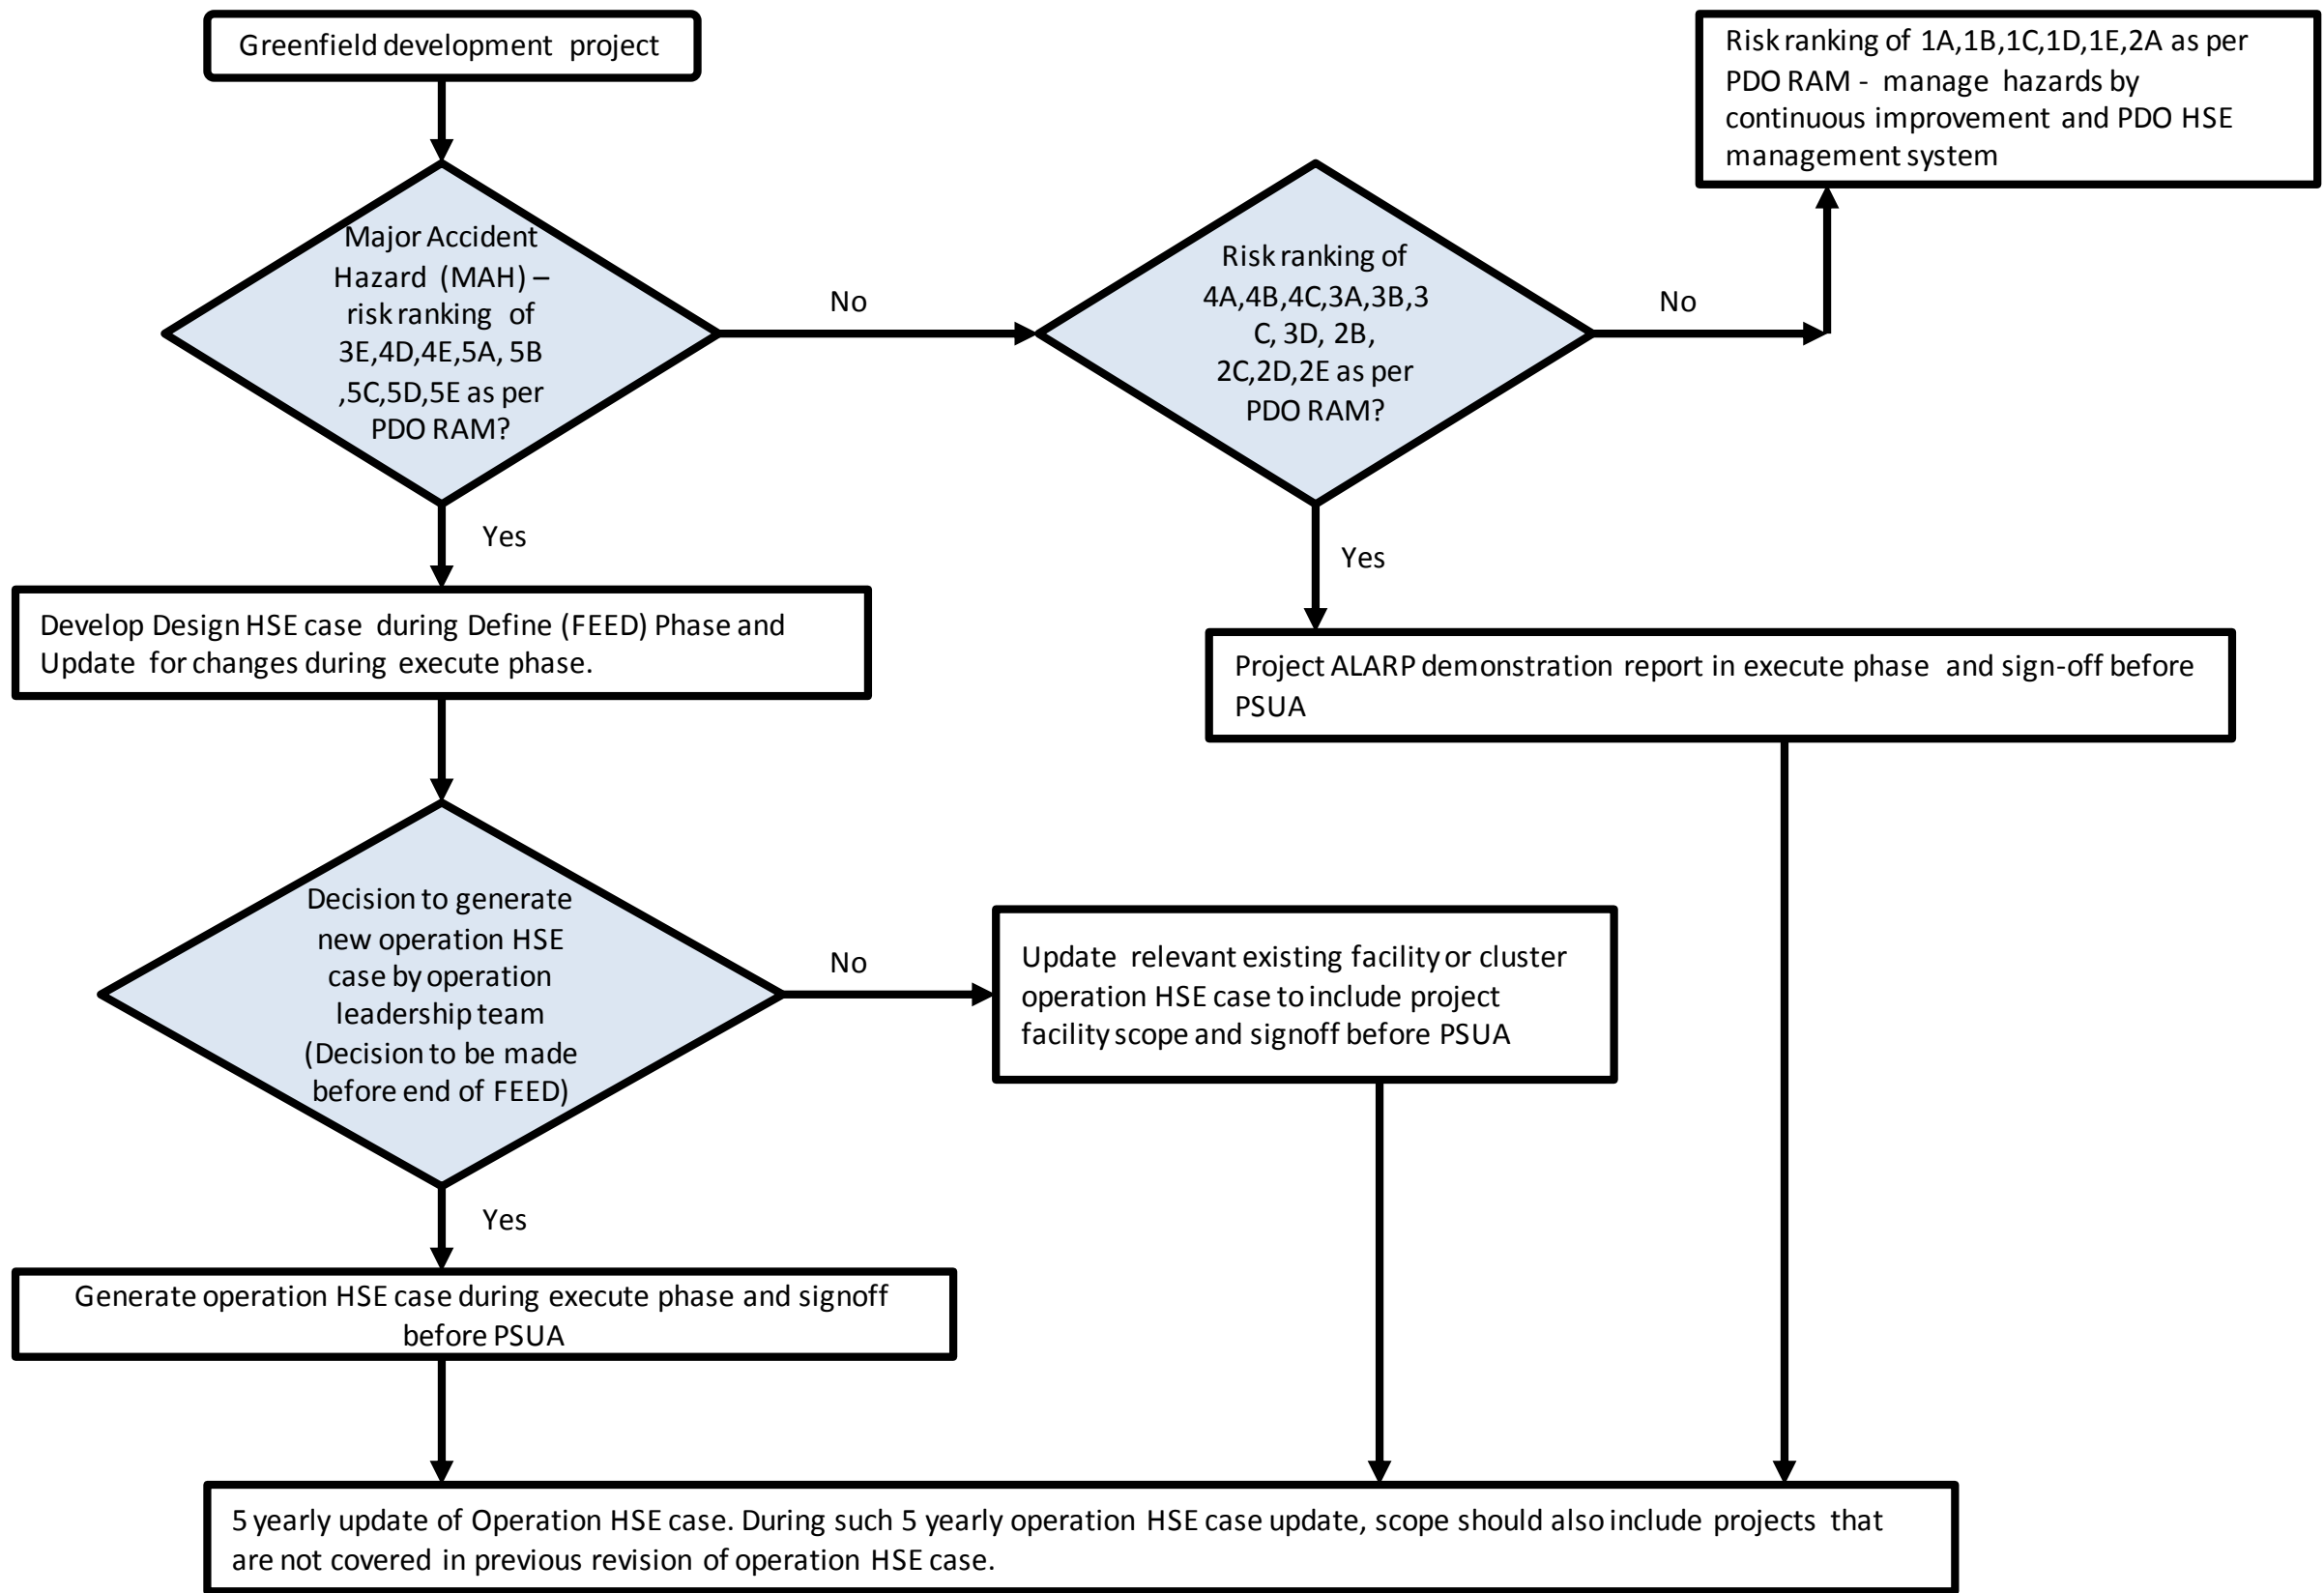 Greenfield development project
Risk ranking of 1A,1B,1C,1D,1E,2A as per
PDO RAM - manage hazards by
continuous improvement and PDO HSE
management system
Major Accident
Hazard (MAH) –
risk ranking of
3E,4D,4E,5A, 5B
,5C,5D,5E as per
PDO RAM?
No
Risk ranking of
4A,4B,4C,3A,3B,3
C, 3D, 2B,
2C,2D,2E as per
PDO RAM?
No
Yes
Yes
Develop Design HSE case during Define (FEED) Phase and
Update for changes during execute phase.
Project ALARP demonstration report in execute phase and sign-off before
PSUA
Decision to generate
new operation HSE
case by operation
leadership team
(Decision to be made
before end of FEED)
No
Update relevant existing facility or cluster
operation HSE case to include project
facility scope and signoff before PSUA
Yes
Generate operation HSE case during execute phase and signoff
before PSUA
5 yearly update of Operation HSE case. During such 5 yearly operation HSE case update, scope should also include projects that
are not covered in previous revision of operation HSE case.